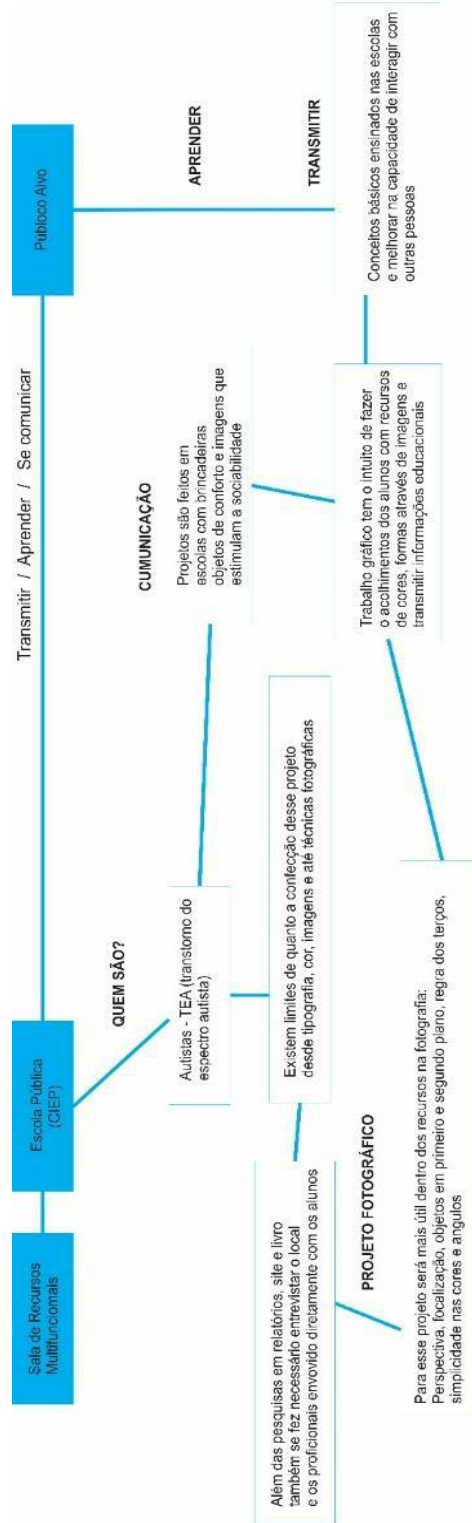 Sala de Recursos
Multifuncionais
Escola Pública
(CIEP)
Transmitir / Aprender / Se comunicar
Públoco Alvo
QUEM SÃO?
Autistas - TEA (transtorno do
espectro autista)
CUMUNICAÇÃO
Projetos são feitos em
escolas com brincadeiras
objetos de conforto e imagens que
estimulam a sociabilidade
APRENDER
TRANSMITIR
Além das pesquisas em relatórios, site e livro
também se fez necessário entrevistar o local
e os proficionais envovido diretamente com os alunos
Existem limites de quanto a confecção desse projeto
desde tipografia, cor, imagens e até técnicas fotográficas
Trabalho gráfico tem o intuito de fazer
o acolhimentos dos alunos com recursos
de cores, formas através de imagens e
transmitir informações educacionais
Conceitos básicos ensinados nas escolas
e melhorar na capacidade de interagir com
outras pessoas
PROJETO FOTOGRÁFICO
Para esse projeto será mais útil dentro dos recursos na fotografia:
Perspectiva, focalização, objetos em primeiro e segundo plano, regra dos terços,
simplicidade nas cores e angulos